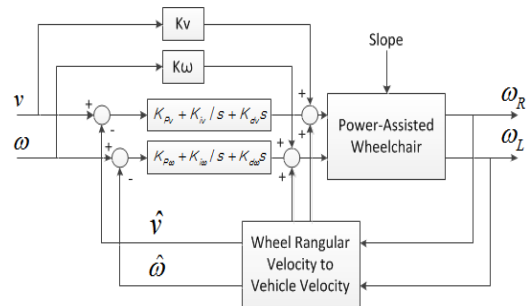 Kv
Slope
Kω
v
+
-
K_{Pv} + K_{iv} / s + K_{dv} s
+
+
ω_R
ω
+
-
K_{Pω} + K_{iω} / s + K_{dω} s
+
+
Power-Assisted
Wheelchair
ω_L
v̂
ω̂
Wheel Rangular
Velocity to
Vehicle Velocity